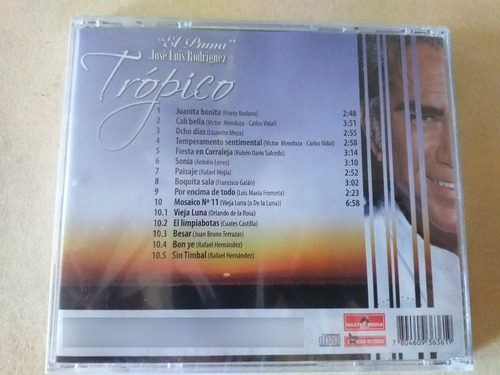 "El Puma"
José Luis Rodríguez
Trópico
1 Juanita bonita (Prieto Bodano) 2:48
2 Cali bella (Víctor Mendoza - Carlos Vidal) 3:51
3 Ocho días (Lisandro Meza) 2:55
4 Temperamento sentimental (Víctor Mendoza - Carlos Vidal) 2:58
5 Fiesta en Corraleja (Rubén Darío Salcedo) 3:14
6 Sonia (Antolín Lenes) 3:10
7 Paisaje (Rafael Mejía) 2:52
8 Boquita sala (Francisco Galán) 3:02
9 Por encima de todo (Luis María Frometa) 2:23
10 Mosaico Nº 11 (Vieja Luna (o De la Luna)) 6:58
10.1 Vieja Luna (Orlando de la Rosa)
10.2 El limpiabotas (Cuates Castilla)
10.3 Besar (Juan Bruno Terrazas)
10.4 Bon ye (Rafael Hernández)
10.5 Sin Timbal (Rafael Hernández)
MASTER MEDIA